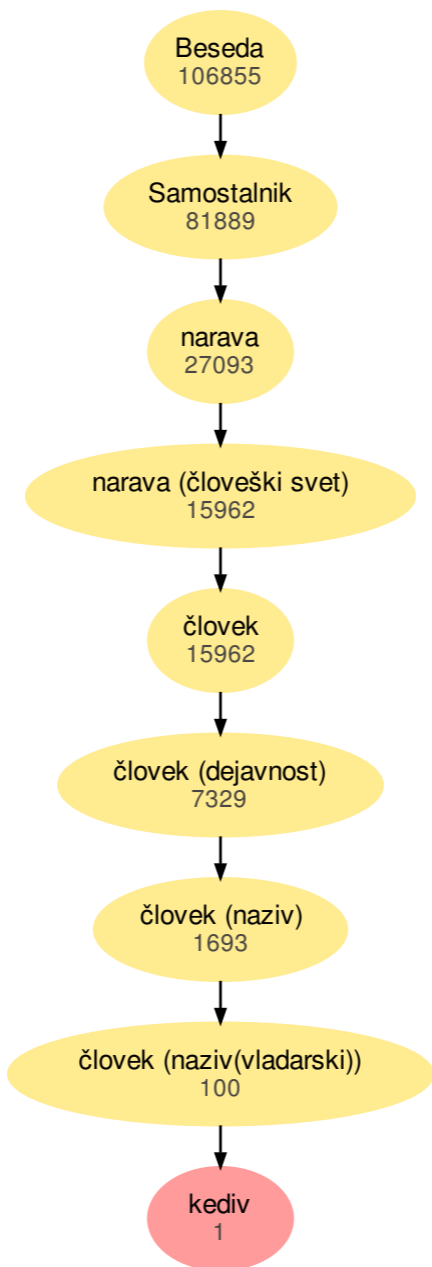 Beseda
106855
Samostalnik
81889
narava
27093
narava (človeški svet)
15962
človek
15962
človek (dejavnost)
7329
človek (naziv)
1693
človek (naziv(vladarski))
100
kediv
1